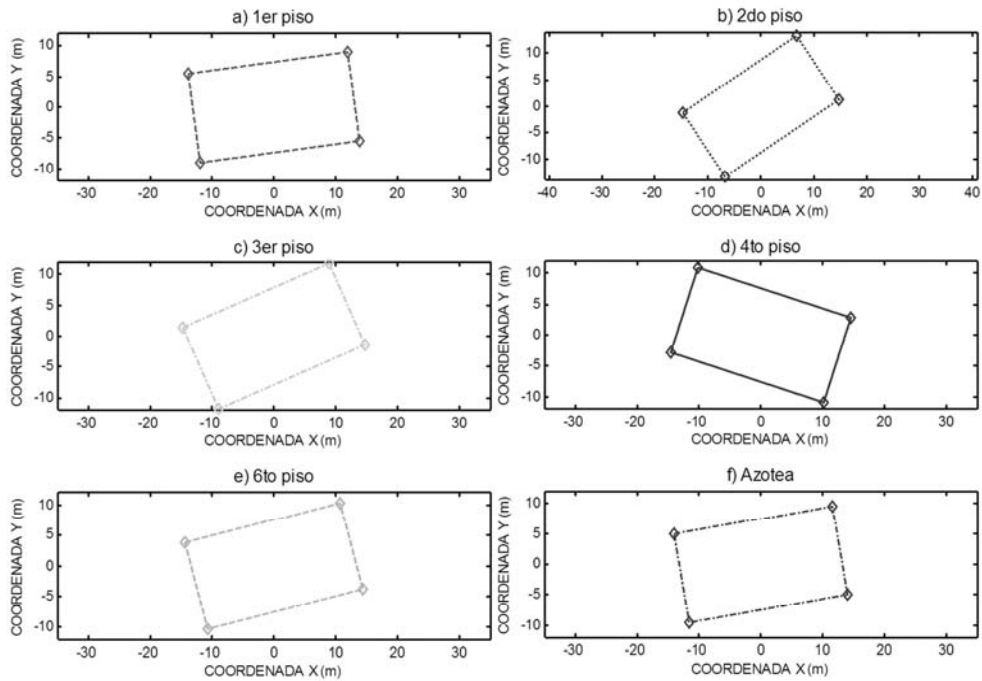 a) 1er piso
COORDENADA Y (m)
10
5
0
-5
-10
-30 -20 -10 0 10 20 30
COORDENADA X (m)
b) 2do piso
COORDENADA Y (m)
10
5
0
-5
-10
-40 -30 -20 -10 0 10 20 30 40
COORDENADA X (m)
c) 3er piso
COORDENADA Y (m)
10
5
0
-5
-10
-30 -20 -10 0 10 20 30
COORDENADA X (m)
d) 4to piso
COORDENADA Y (m)
10
5
0
-5
-10
-30 -20 -10 0 10 20 30
COORDENADA X (m)
e) 6to piso
COORDENADA Y (m)
10
5
0
-5
-10
-30 -20 -10 0 10 20 30
COORDENADA X (m)
f) Azotea
COORDENADA Y (m)
10
5
0
-5
-10
-30 -20 -10 0 10 20 30
COORDENADA X (m)